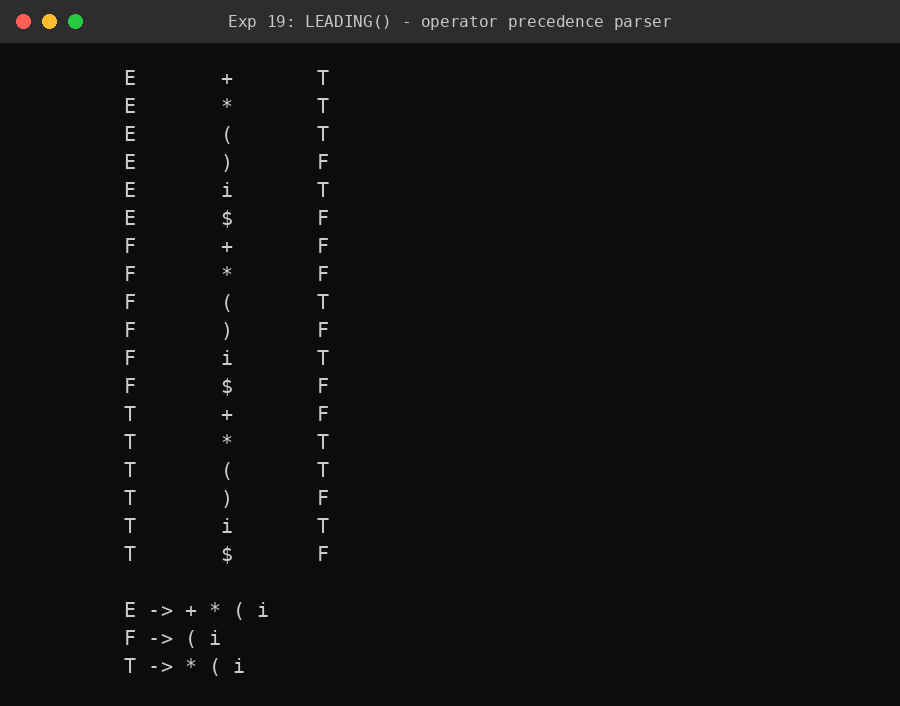 Exp 19: LEADING() - operator precedence parser
E + T
E * T
E ( T
E ) F
E i T
E $ F
F + F
F * F
F ( T
F ) F
F i T
F $ F
T + F
T * T
T ( T
T ) F
T i T
T $ F
E -> + * ( i
F -> ( i
T -> * ( i